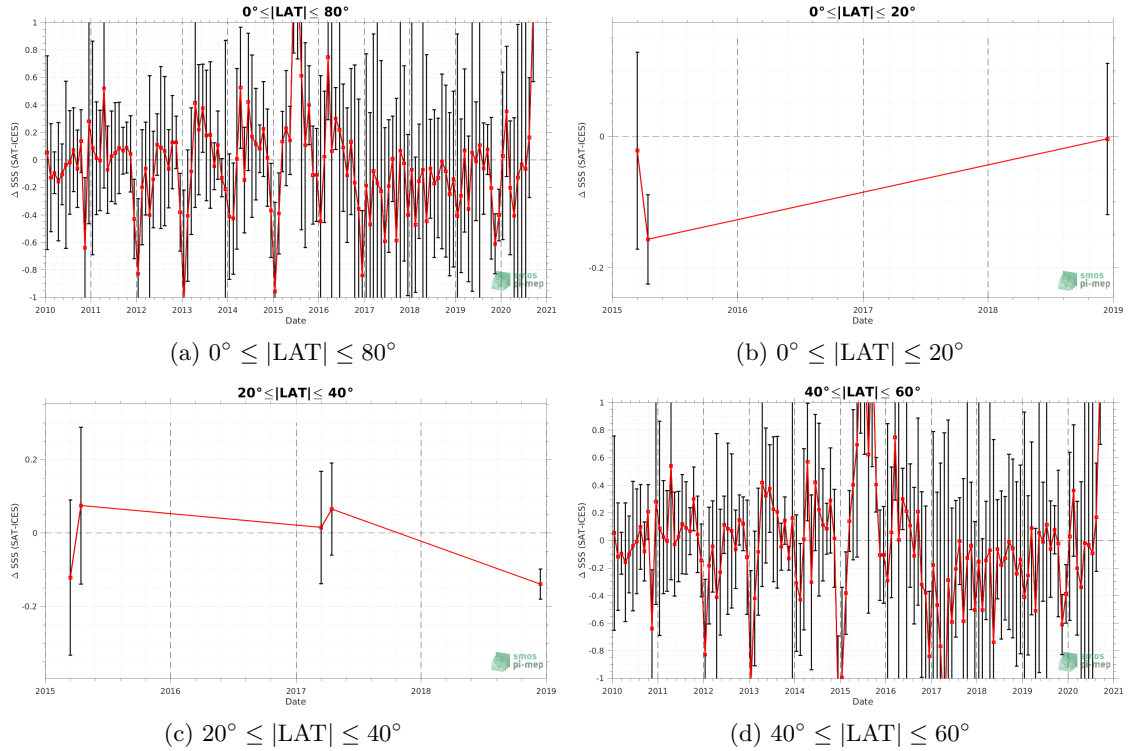 0°≤|LAT|≤ 80°
Δ SSS (SAT-ICES)
1
0.8
0.6
0.4
0.2
0
-0.2
-0.4
-0.6
-0.8
-1
2010 2011 2012 2013 2014 2015 2016 2017 2018 2019 2020 2021
Date
smos
pi-mep
(a) 0° ≤ |LAT| ≤ 80°
0°≤|LAT|≤ 20°
Δ SSS (SAT-ICES)
0
-0.2
2015 2016 2017 2018 2019
Date
smos
pi-mep
(b) 0° ≤ |LAT| ≤ 20°
20°≤|LAT|≤ 40°
Δ SSS (SAT-ICES)
0.2
0
-0.2
2015 2016 2017 2018 2019
Date
smos
pi-mep
(c) 20° ≤ |LAT| ≤ 40°
40°≤|LAT|≤ 60°
Δ SSS (SAT-ICES)
1
0.8
0.6
0.4
0.2
0
-0.2
-0.4
-0.6
-0.8
-1
2010 2011 2012 2013 2014 2015 2016 2017 2018 2019 2020 2021
Date
smos
pi-mep
(d) 40° ≤ |LAT| ≤ 60°